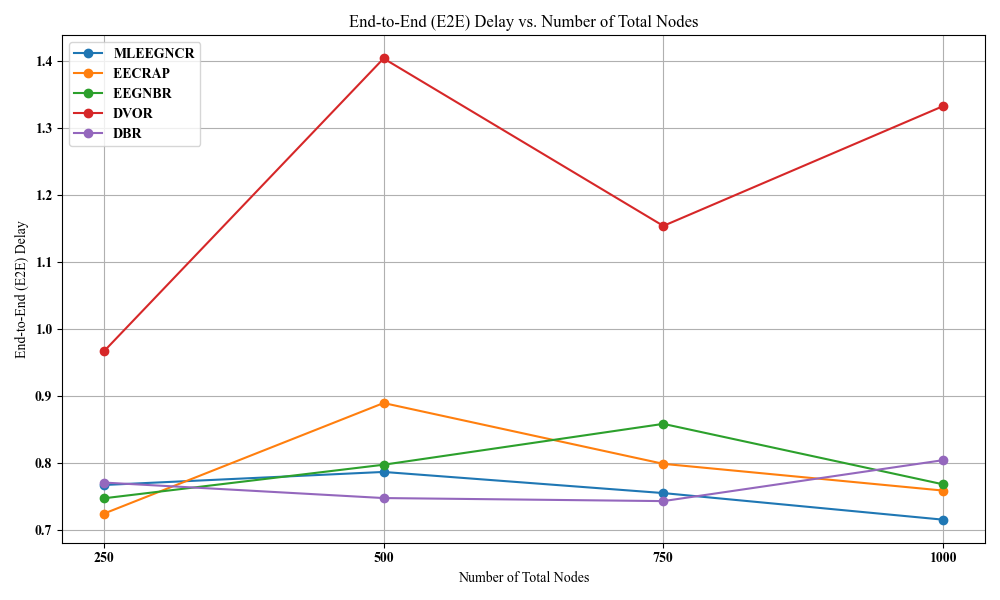 End-to-End (E2E) Delay vs. Number of Total Nodes
MLEEGNCR
EECRAP
EEGNBR
DVOR
DBR
1.4
1.3
1.2
1.1
1.0
0.9
0.8
0.7
End-to-End (E2E) Delay
250
500
750
1000
Number of Total Nodes